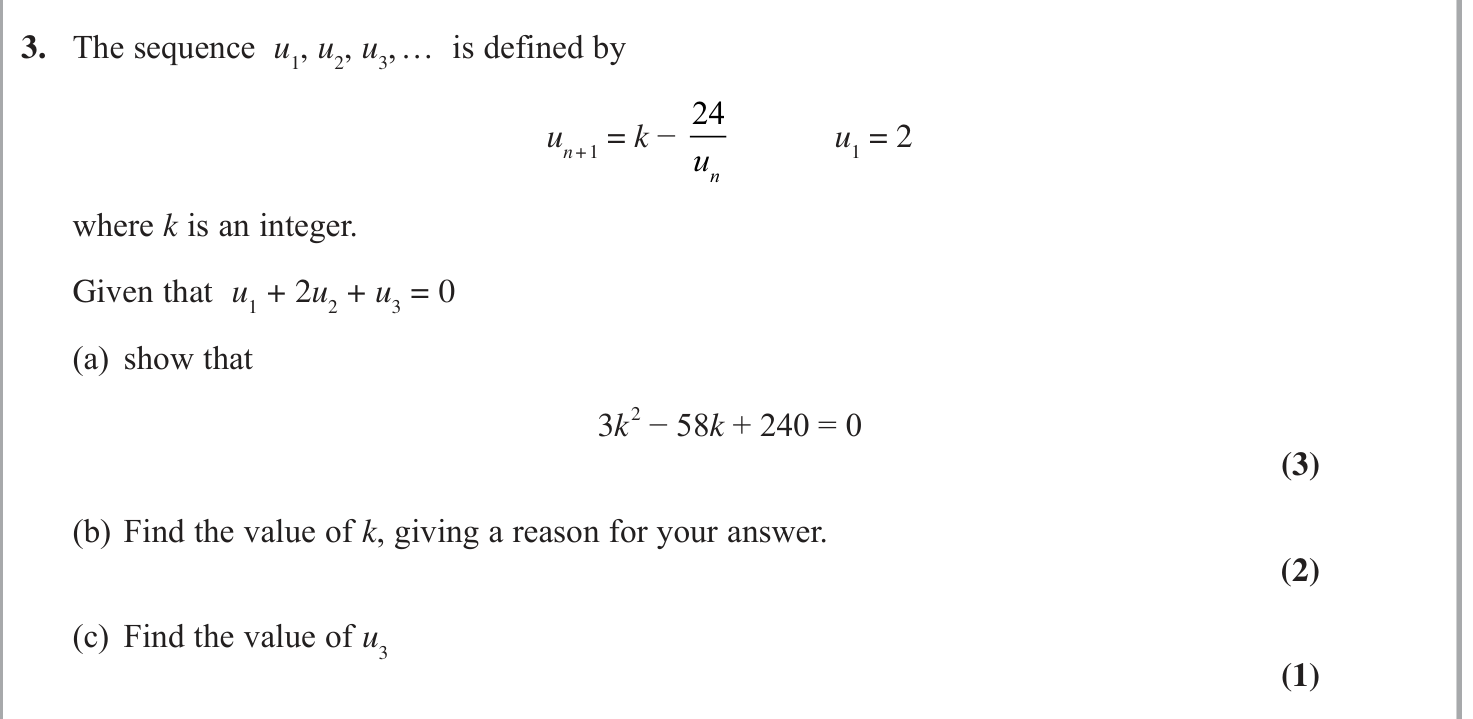 3. The sequence u₁, u₂, u₃,… is defined by
uₙ₊₁ = k − 24/uₙ  u₁ = 2
where k is an integer.
Given that u₁ + 2u₂ + u₃ = 0
(a) show that
3k² − 58k + 240 = 0
(3)
(b) Find the value of k, giving a reason for your answer.
(2)
(c) Find the value of u₃
(1)